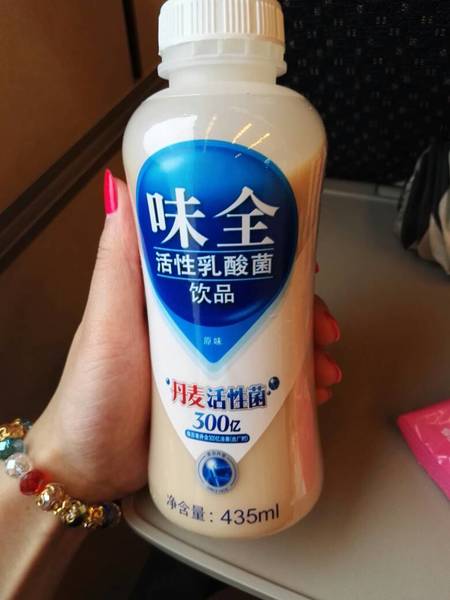 味全
活性乳酸菌
饮品
原味
丹麦活性菌
300亿
净含量: 435ml